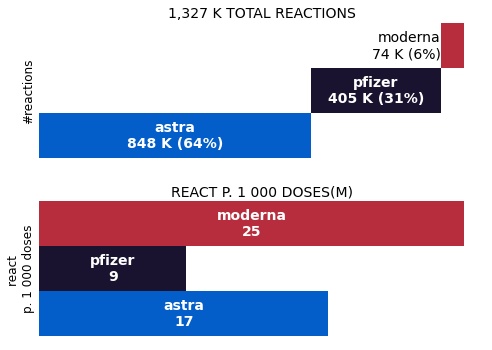 1,327 K TOTAL REACTIONS
moderna
74 K (6%)
pfizer
405 K (31%)
astra
848 K (64%)
#reactions
REACT P. 1 000 DOSES(M)
moderna
25
pfizer
9
astra
17
react
p. 1 000 doses